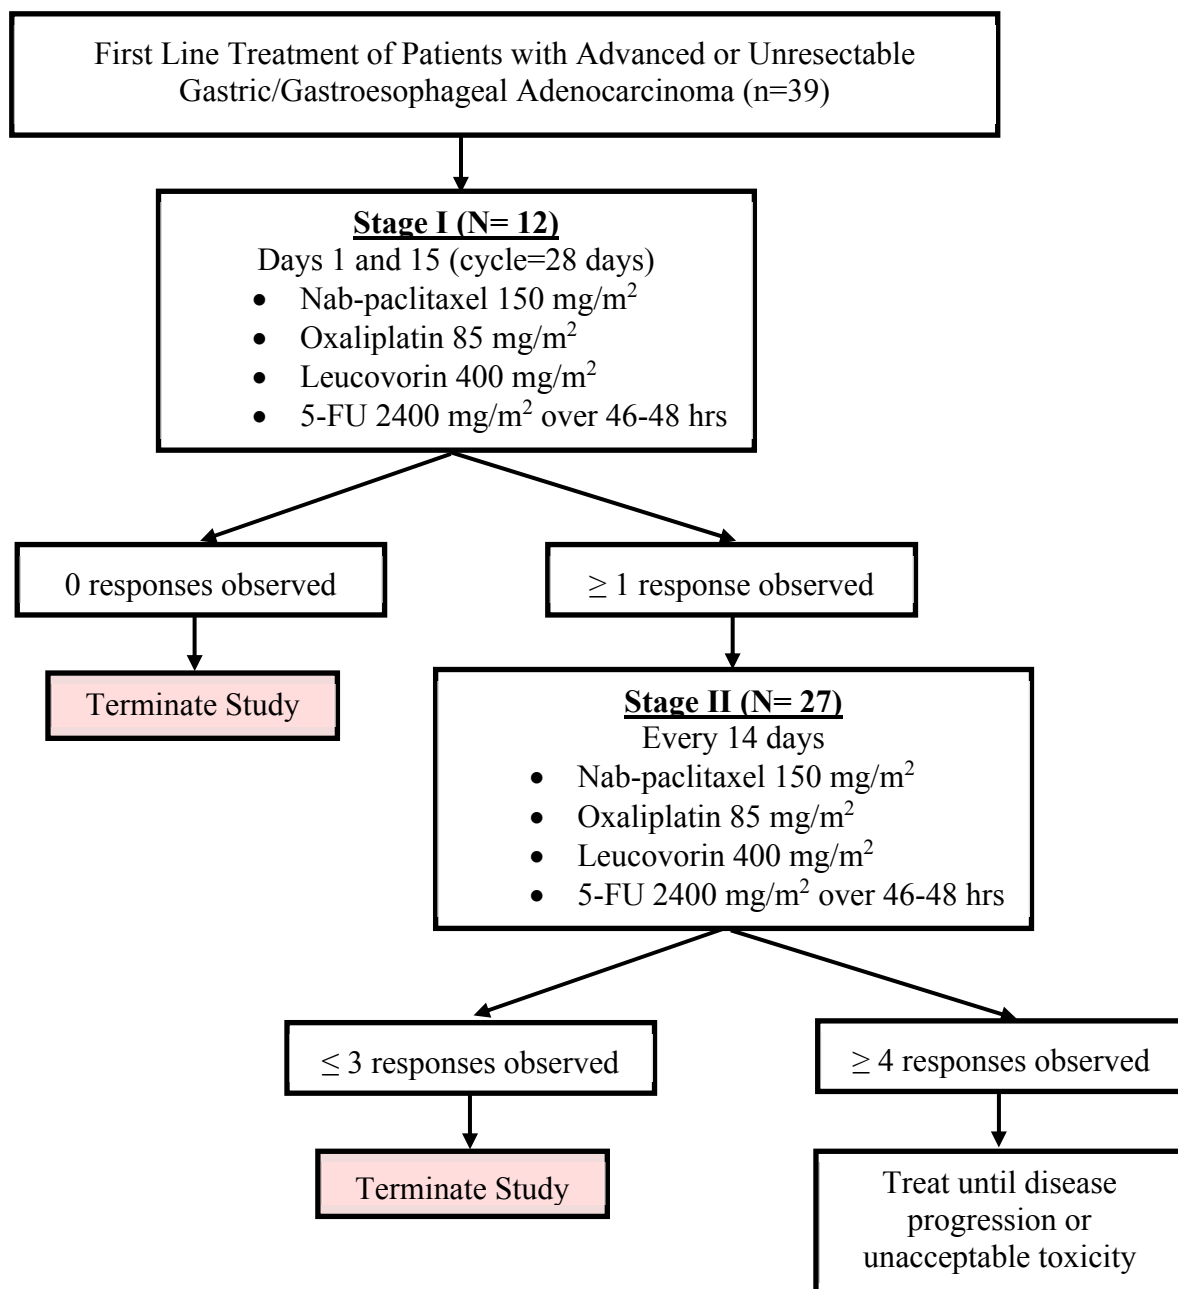 First Line Treatment of Patients with Advanced or Unresectable
Gastric/Gastroesophageal Adenocarcinoma (n=39)
Stage I (N= 12)
Days 1 and 15 (cycle=28 days)
• Nab-paclitaxel 150 mg/m²
• Oxaliplatin 85 mg/m²
• Leucovorin 400 mg/m²
• 5-FU 2400 mg/m² over 46-48 hrs
0 responses observed
≥ 1 response observed
Terminate Study
Stage II (N= 27)
Every 14 days
• Nab-paclitaxel 150 mg/m²
• Oxaliplatin 85 mg/m²
• Leucovorin 400 mg/m²
• 5-FU 2400 mg/m² over 46-48 hrs
≤ 3 responses observed
≥ 4 responses observed
Terminate Study
Treat until disease
progression or
unacceptable toxicity